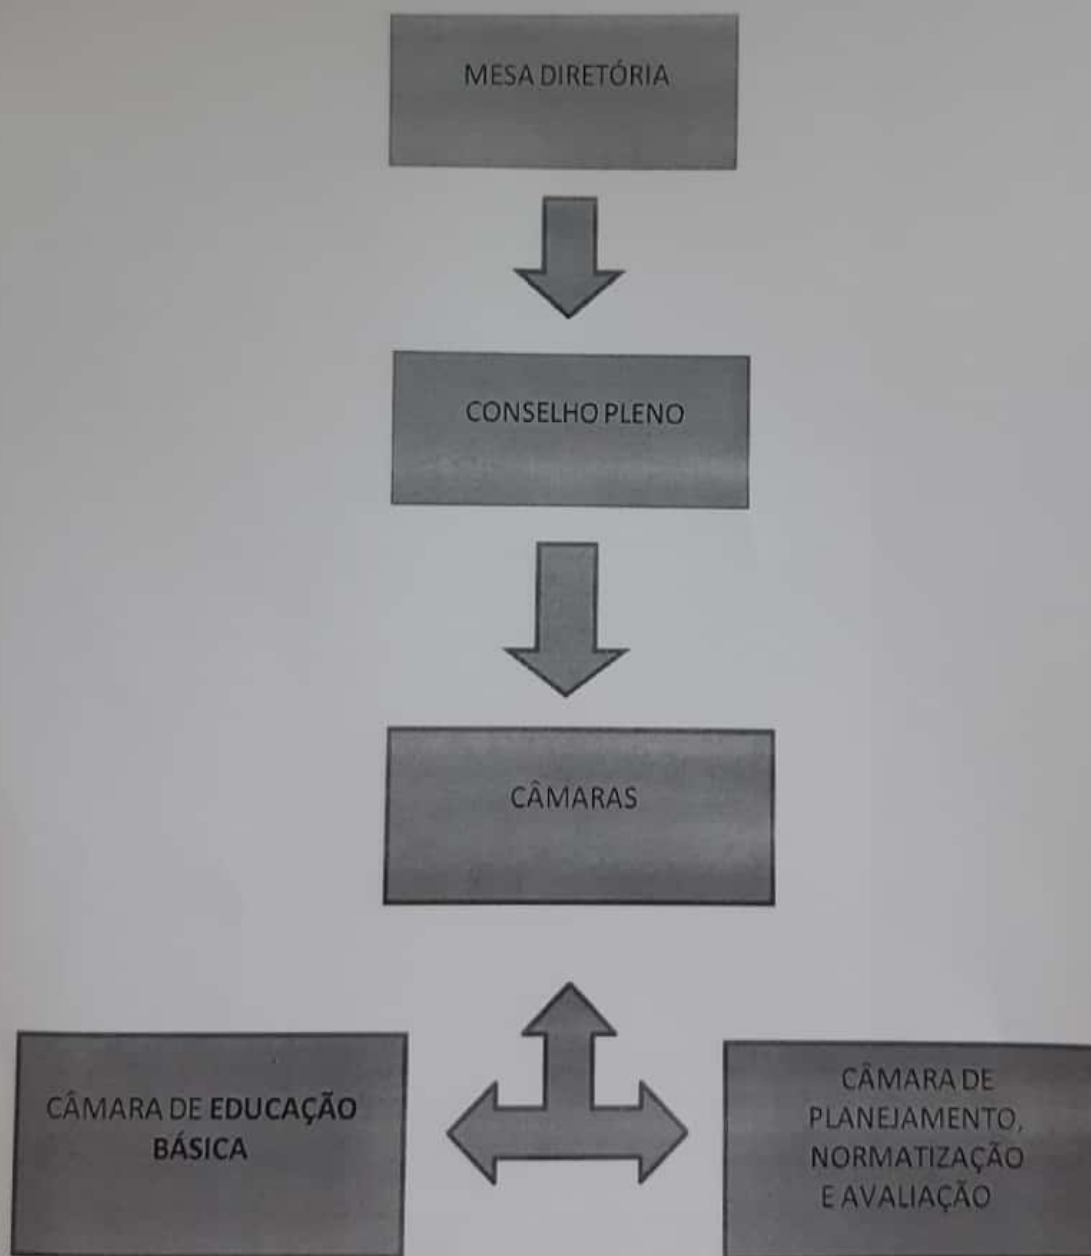 MESA DIRETÓRIA
CONSELHO PLENO
CÂMARAS
CÂMARA DE EDUCAÇÃO
BÁSICA
CÂMARA DE
PLANEJAMENTO,
NORMATIZAÇÃO
E AVALIAÇÃO